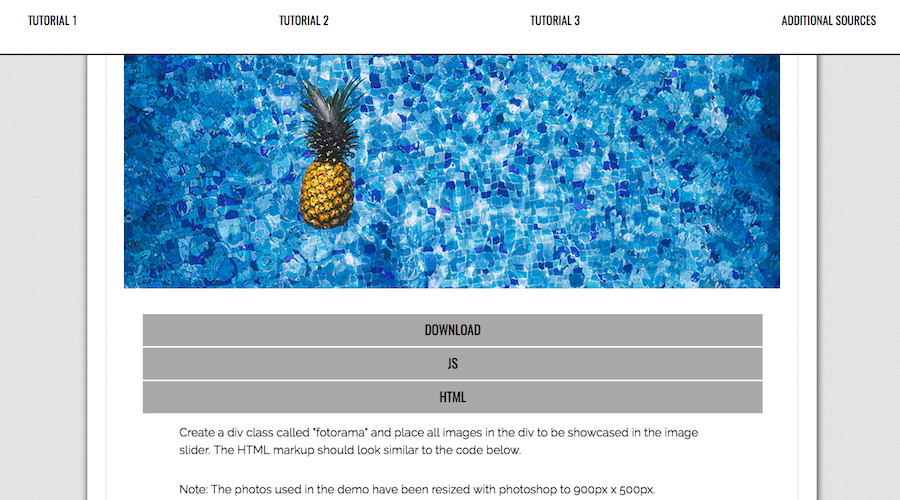 TUTORIAL 1 TUTORIAL 2 TUTORIAL 3 ADDITIONAL SOURCES
DOWNLOAD
JS
HTML
Create a div class called "fotorama" and place all images in the div to be showcased in the image
slider. The HTML markup should look similar to the code below.
Note: The photos used in the demo have been resized with photoshop to 900px x 500px.